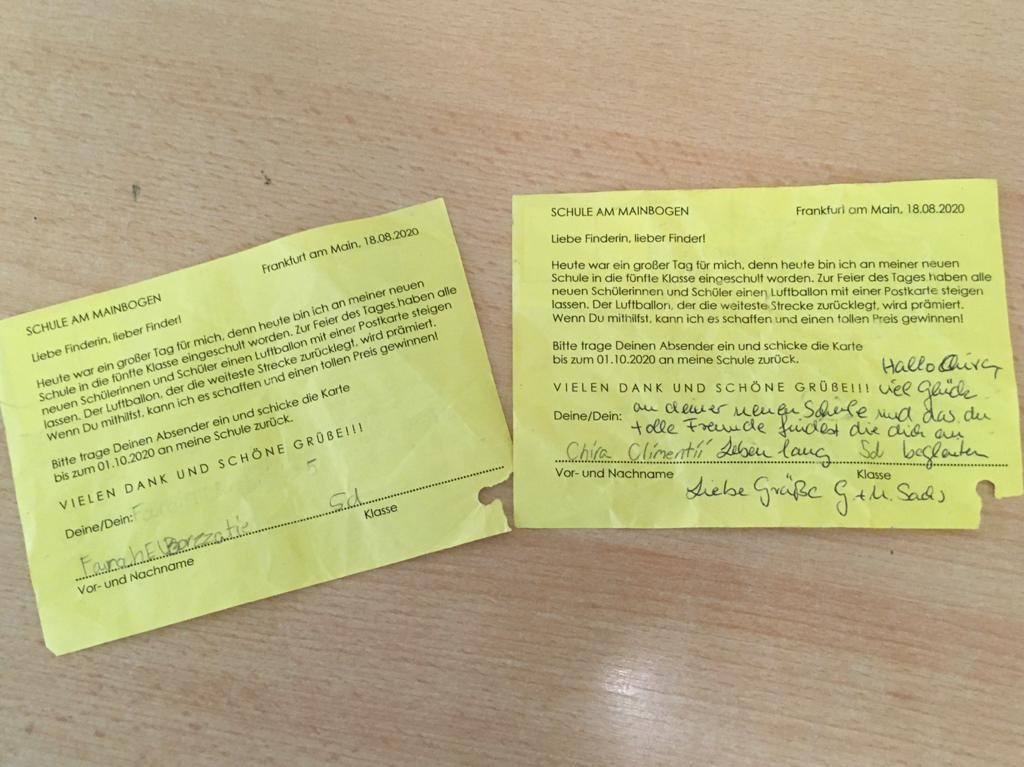 SCHULE AM MAINBOGEN
Frankfurt am Main, 18.08.2020
Liebe Finderin, lieber Finder!
Heute war ein großer Tag für mich, denn heute bin ich an meiner neuen
Schule in die fünfte Klasse eingeschult worden. Zur Feier des Tages haben alle
neuen Schülerinnen und Schüler einen Luftballon mit einer Postkarte steigen
lassen. Der Luftballon, der die weiteste Strecke zurücklegt, wird prämiert.
Wenn Du mithilfst, kann ich es schaffen und einen tollen Preis gewinnen!
Bitte trage Deinen Absender ein und schicke die Karte
bis zum 01.10.2020 an meine Schule zurück.
VIELEN DANK UND SCHÖNE GRÜßE!!!
5
Deine/Dein:
Farah 5d
Vor- und Nachname Klasse
SCHULE AM MAINBOGEN
Frankfurt am Main, 18.08.2020
Liebe Finderin, lieber Finder!
Heute war ein großer Tag für mich, denn heute bin ich an meiner neuen
Schule in die fünfte Klasse eingeschult worden. Zur Feier des Tages haben alle
neuen Schülerinnen und Schüler einen Luftballon mit einer Postkarte steigen
lassen. Der Luftballon, der die weiteste Strecke zurücklegt, wird prämiert.
Wenn Du mithilfst, kann ich es schaffen und einen tollen Preis gewinnen!
Bitte trage Deinen Absender ein und schicke die Karte
bis zum 01.10.2020 an meine Schule zurück.
Hallo Chira,
VIELEN DANK UND SCHÖNE GRÜßE!!! viel Glück
Deine/Dein: an deiner neuen Schule und das du
tolle Freunde findest die dich ein
Chira Climentii Leben lang 5d begleiten
Vor- und Nachname Klasse
Liebe Grüße G + U.